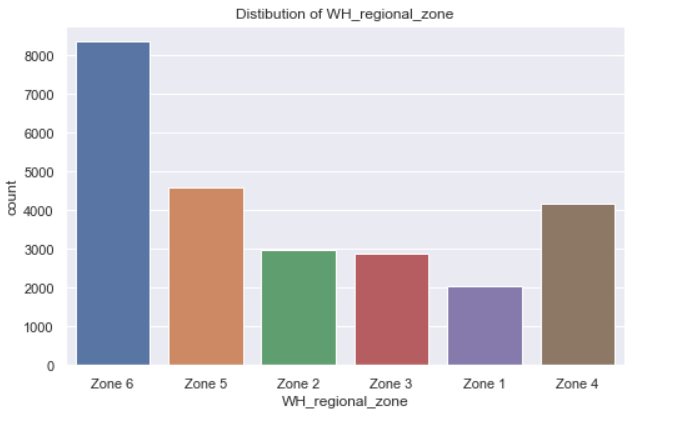 Distibution of WH_regional_zone
8000
7000
6000
5000
4000
3000
2000
1000
0
count
Zone 6 Zone 5 Zone 2 Zone 3 Zone 1 Zone 4
WH_regional_zone